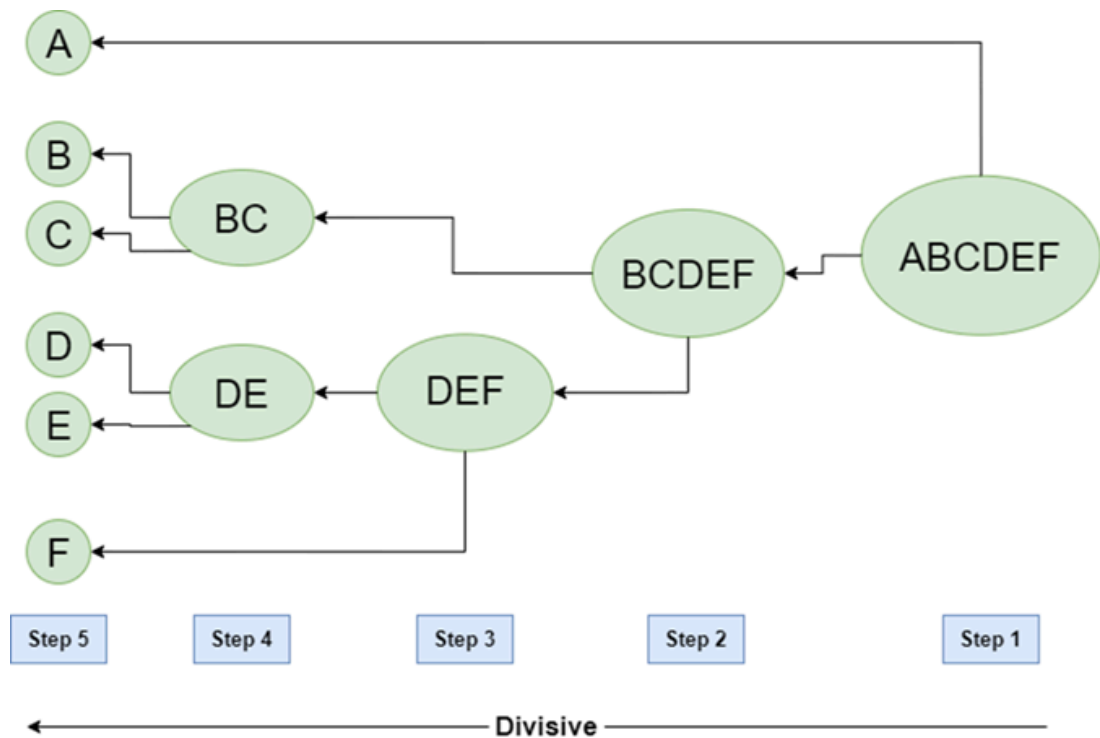 A
B
C
BC
BCDEF
ABCDEF
D
E
DE
DEF
F
Step 5
Step 4
Step 3
Step 2
Step 1
Divisive